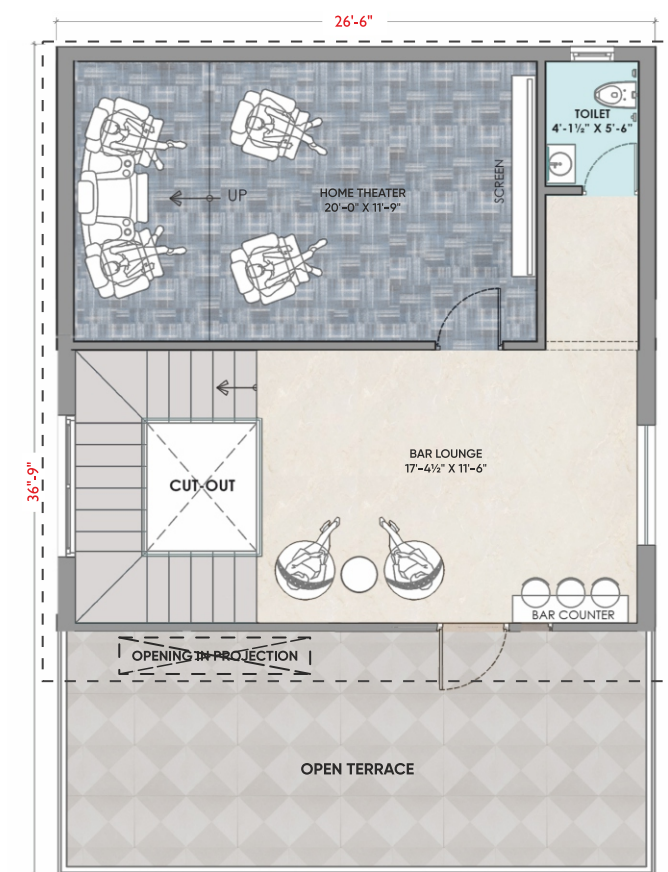 26'-6"
TOILET
4'-1½" X 5'-6"
UP
HOME THEATER
20'-0" X 11'-9"
SCREEN
BAR LOUNGE
17'-4½" X 11'-6"
36"-9"
CUT-OUT
BAR COUNTER
OPENING IN PROJECTION
OPEN TERRACE